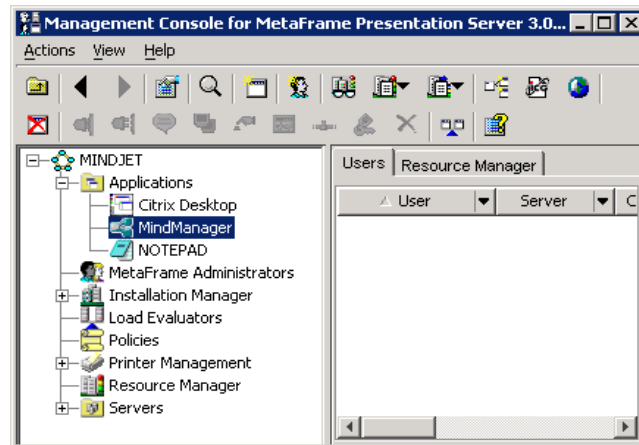 Management Console for MetaFrame Presentation Server 3.0...
Actions View Help
MINDJET
Applications
Citrix Desktop
MindManager
NOTEPAD
MetaFrame Administrators
Installation Manager
Load Evaluators
Policies
Printer Management
Resource Manager
Servers
Users Resource Manager
User Server C